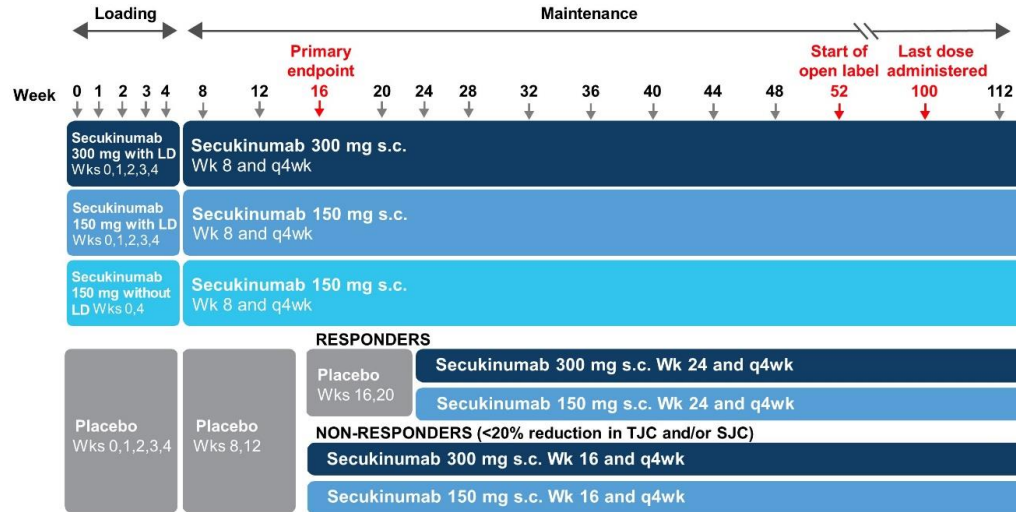 Loading
Maintenance
Primary
endpoint
Start of
open label
Last dose
administered
Week 0 1 2 3 4 8 12 16 20 24 28 32 36 40 44 48 52 100 112
Secukinumab
300 mg with LD
Wks 0,1,2,3,4
Secukinumab 300 mg s.c.
Wk 8 and q4wk
Secukinumab
150 mg with LD
Wks 0,1,2,3,4
Secukinumab 150 mg s.c.
Wk 8 and q4wk
Secukinumab
150 mg without
LD Wks 0,4
Secukinumab 150 mg s.c.
Wk 8 and q4wk
RESPONDERS
Placebo
Wks 0,1,2,3,4
Placebo
Wks 8,12
Placebo
Wks 16,20
Secukinumab 300 mg s.c. Wk 24 and q4wk
Secukinumab 150 mg s.c. Wk 24 and q4wk
NON-RESPONDERS (<20% reduction in TJC and/or SJC)
Secukinumab 300 mg s.c. Wk 16 and q4wk
Secukinumab 150 mg s.c. Wk 16 and q4wk